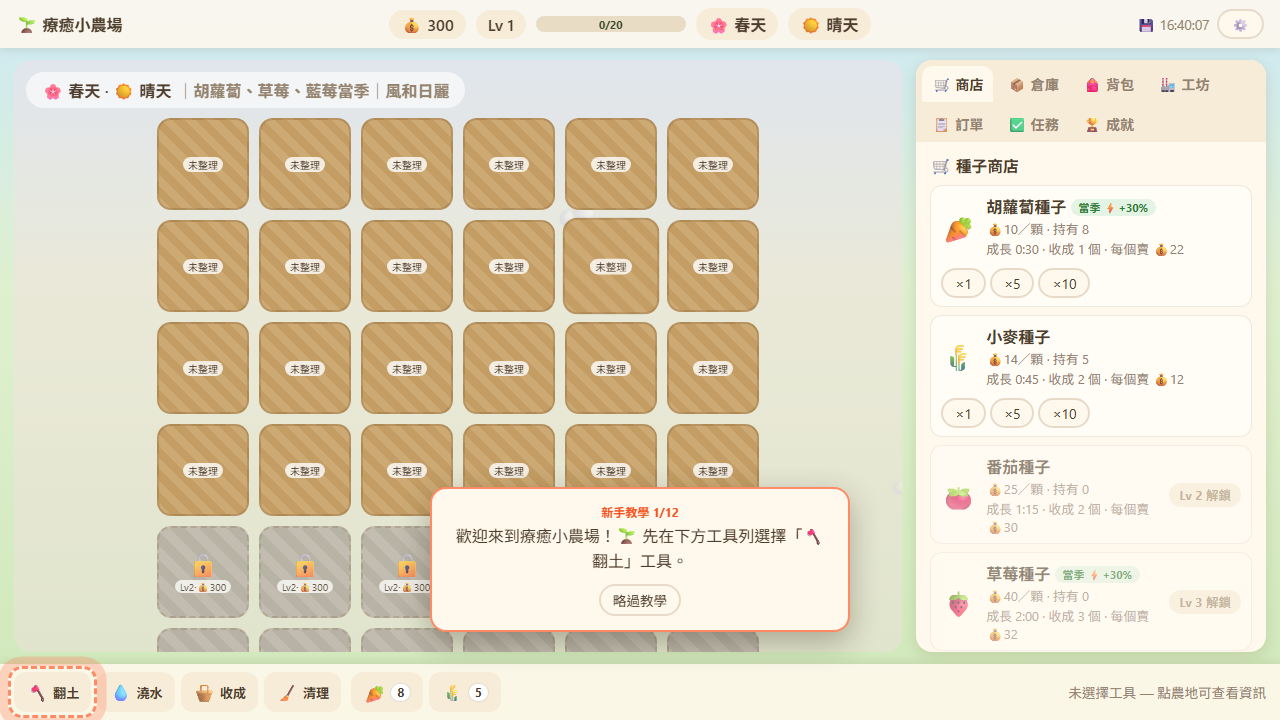 療癒小農場
300
Lv 1
0/20
春天
晴天
16:40:07
春天 · 晴天 ｜胡蘿蔔、草莓、藍莓當季｜風和日麗
未整理 未整理 未整理 未整理 未整理 未整理
未整理 未整理 未整理 未整理 未整理 未整理
未整理 未整理 未整理 未整理 未整理 未整理
未整理 未整理 未整理 未整理 未整理 未整理
Lv2·300 Lv2·300 Lv2·300
新手教學 1/12
歡迎來到療癒小農場！ 先在下方工具列選擇「
翻土」工具。
略過教學
商店 倉庫 背包 工坊
訂單 任務 成就
種子商店
胡蘿蔔種子 當季 +30%
10／顆 · 持有 8
成長 0:30 · 收成 1 個 · 每個賣 22
×1 ×5 ×10
小麥種子
14／顆 · 持有 5
成長 0:45 · 收成 2 個 · 每個賣 12
×1 ×5 ×10
番茄種子
25／顆 · 持有 0
成長 1:15 · 收成 2 個 · 每個賣
30
Lv 2 解鎖
草莓種子 當季 +30%
40／顆 · 持有 0
成長 2:00 · 收成 3 個 · 每個賣
32
Lv 3 解鎖
翻土 澆水 收成 清理 8 5
未選擇工具 — 點農地可查看資訊